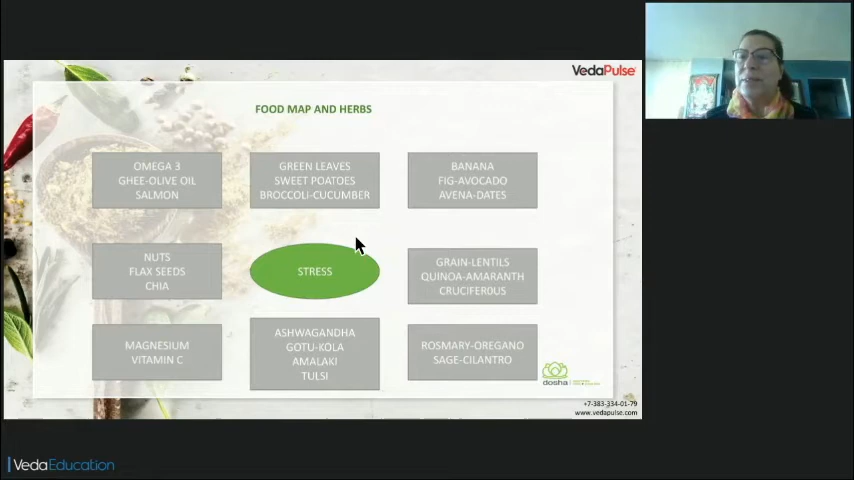 VedaPulse
FOOD MAP AND HERBS
OMEGA 3
GHEE-OLIVE OIL
SALMON
GREEN LEAVES
SWEET POATOES
BROCCOLI-CUCUMBER
BANANA
FIG-AVOCADO
AVENA-DATES
NUTS
FLAX SEEDS
CHIA
STRESS
GRAIN-LENTILS
QUINOA-AMARANTH
CRUCIFEROUS
MAGNESIUM
VITAMIN C
ASHWAGANDHA
GOTU-KOLA
AMALAKI
TULSI
ROSMARY-OREGANO
SAGE-CILANTRO
dosha
+7-383-334-01-79
www.vedapulse.com
VedaEducation